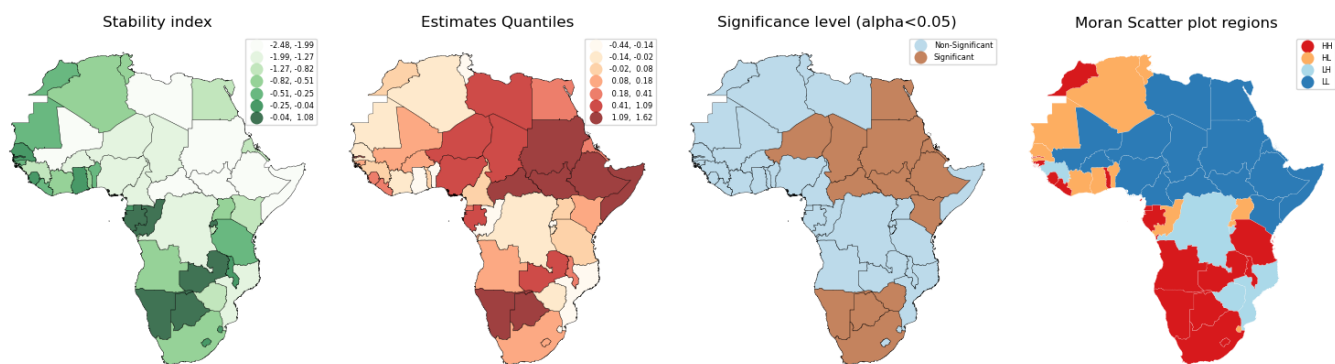 Stability index
-2.48, -1.99
-1.99, -1.27
-1.27, -0.82
-0.82, -0.51
-0.51, -0.25
-0.25, -0.04
-0.04, 1.08
Estimates Quantiles
-0.44, -0.14
-0.14, -0.02
-0.02, 0.08
0.08, 0.18
0.18, 0.41
0.41, 1.09
1.09, 1.62
Significance level (alpha<0.05)
Non-Significant
Significant
Moran Scatter plot regions
HH
HL
LH
LL